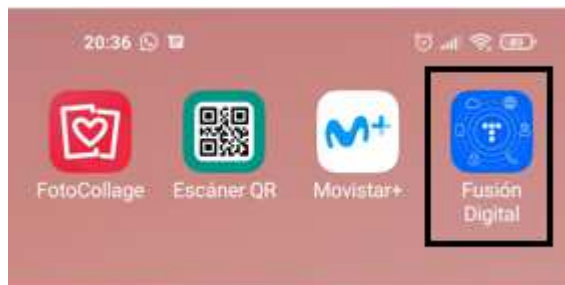 20:36
FotoCollage
Escáner QR
Movistar+
Fusión
Digital